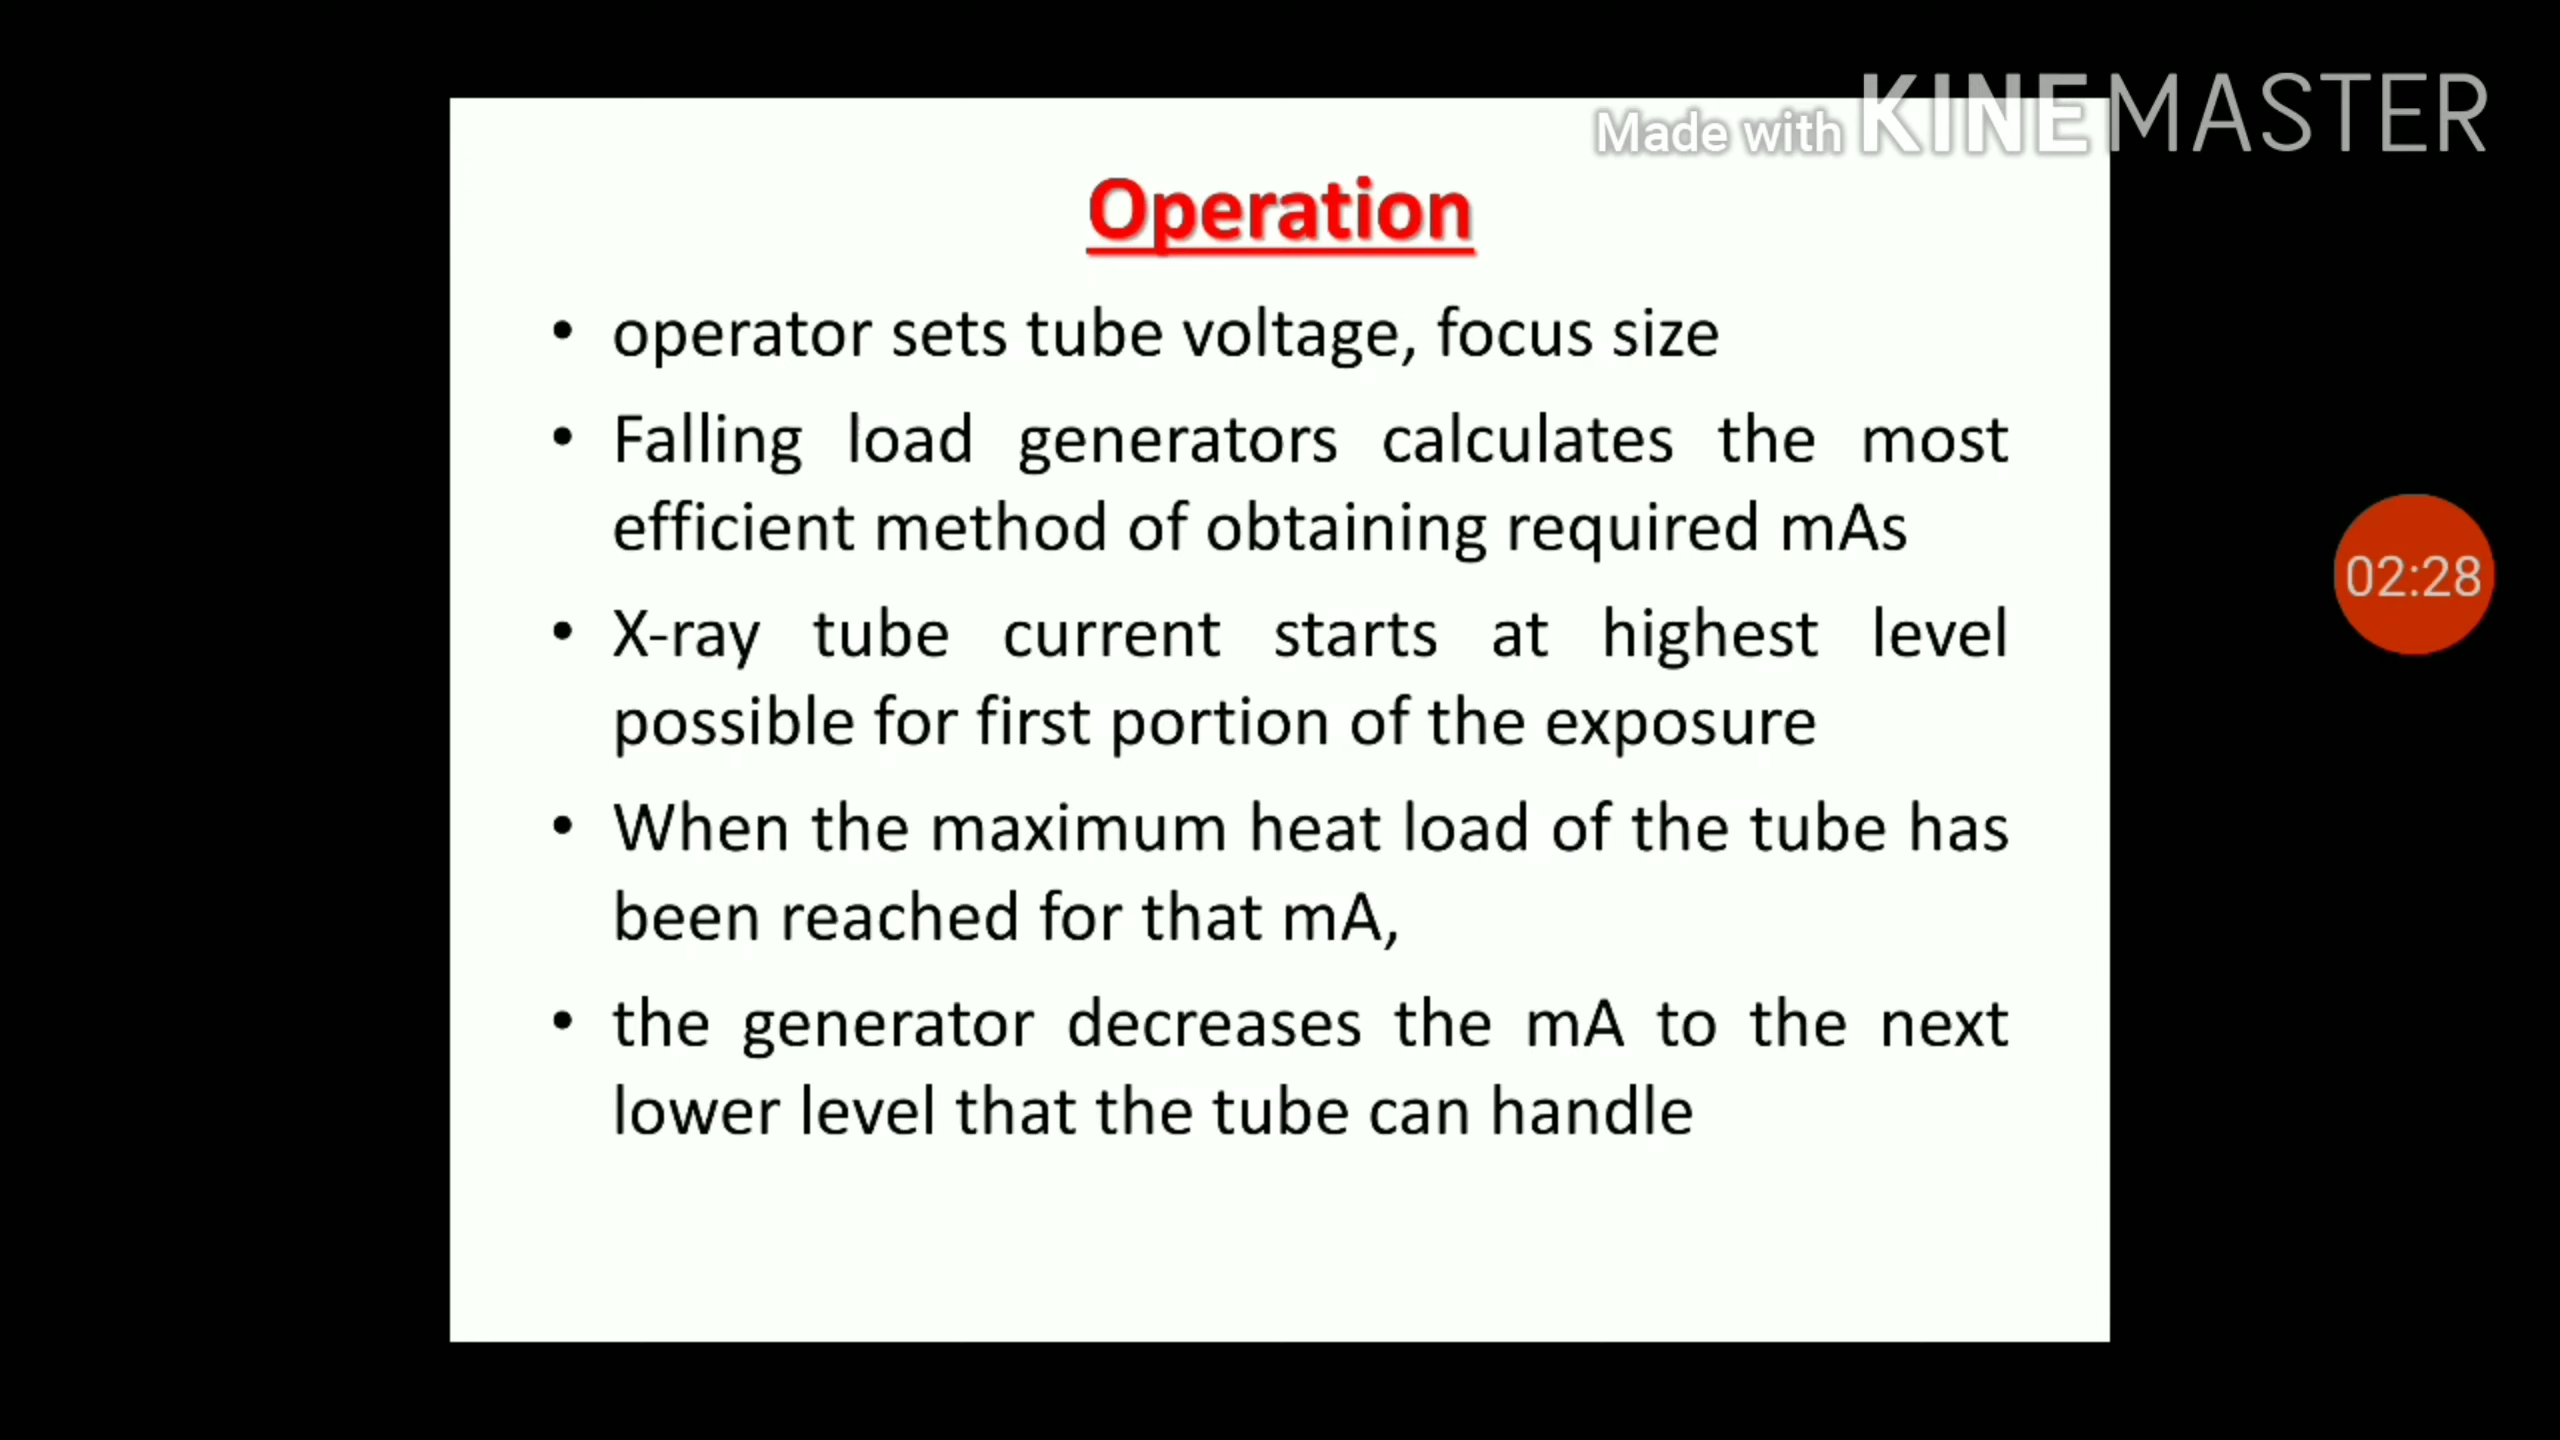 Made with KINEMASTER
Operation
• operator sets tube voltage, focus size
• Falling load generators calculates the most
efficient method of obtaining required mAs
• X-ray tube current starts at highest level
possible for first portion of the exposure
• When the maximum heat load of the tube has
been reached for that mA,
• the generator decreases the mA to the next
lower level that the tube can handle
02:28